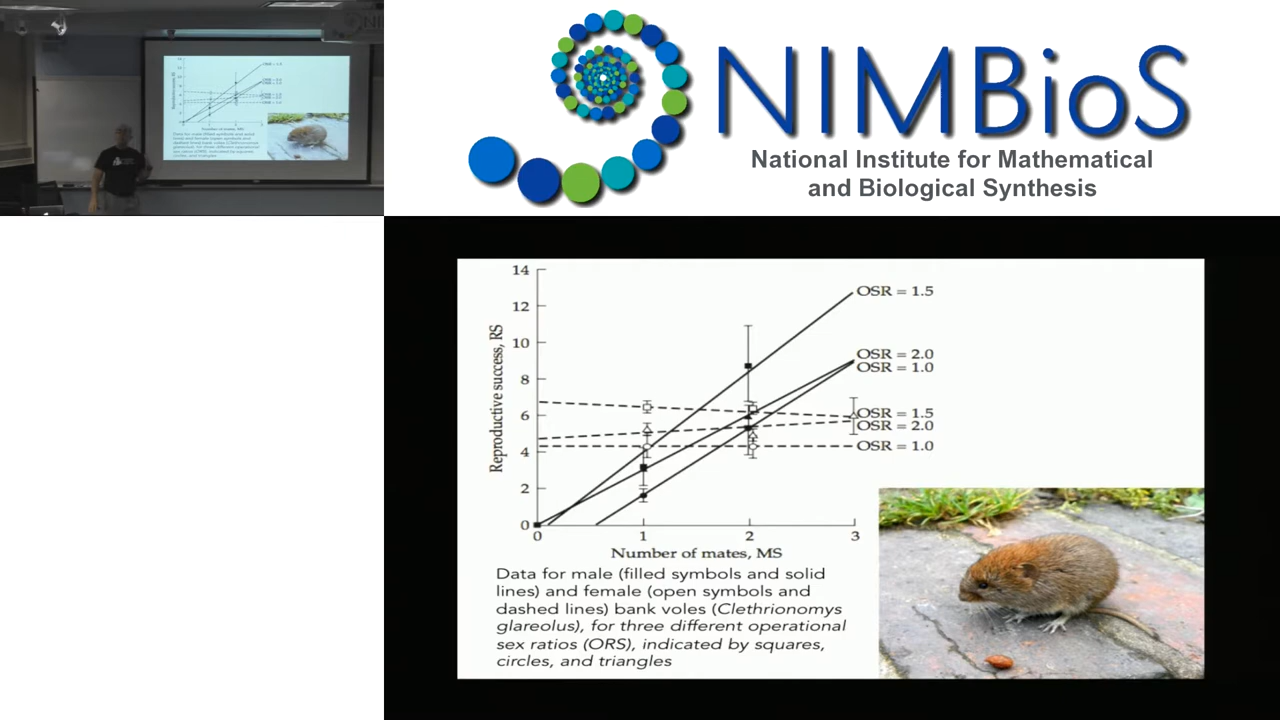 NIMBioS
National Institute for Mathematical
and Biological Synthesis
14
12
10
8
6
4
2
0
Reproductive success, RS
0 1 2 3
Number of mates, MS
OSR = 1.5
OSR = 2.0
OSR = 1.0
OSR = 1.5
OSR = 2.0
OSR = 1.0
Data for male (filled symbols and solid
lines) and female (open symbols and
dashed lines) bank voles (Clethrionomys
glareolus), for three different operational
sex ratios (ORS), indicated by squares,
circles, and triangles